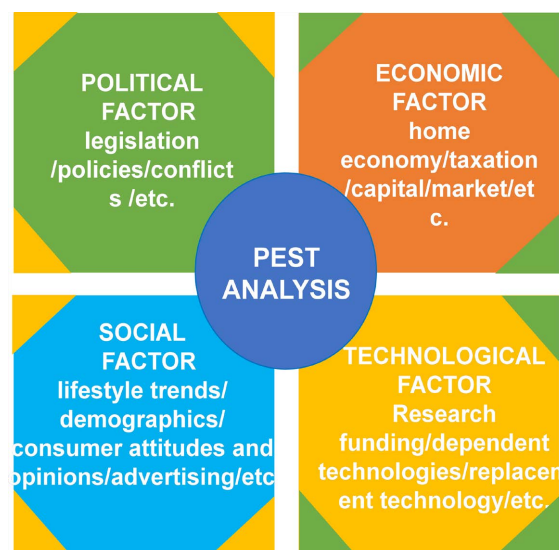 POLITICAL
FACTOR
legislation
/policies/conflict
s /etc.
ECONOMIC
FACTOR
home
economy/taxation
/capital/market/et
c.
PEST
ANALYSIS
SOCIAL
FACTOR
lifestyle trends/
demographics/
consumer attitudes and
opinions/advertising/etc
TECHNOLOGICAL
FACTOR
Research
funding/dependent
technologies/replacem
ent technology/etc.